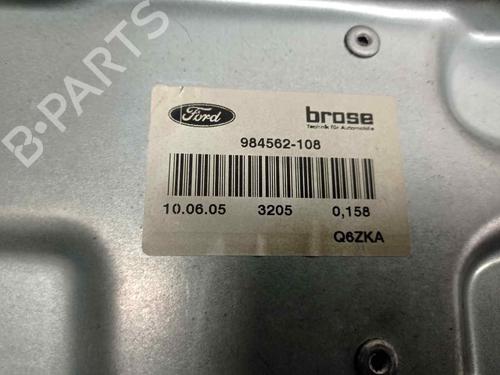 B-PARTS
Ford
brose
Technik für Automobile
984562-108
10.06.05 3205 0,158
Q6ZKA